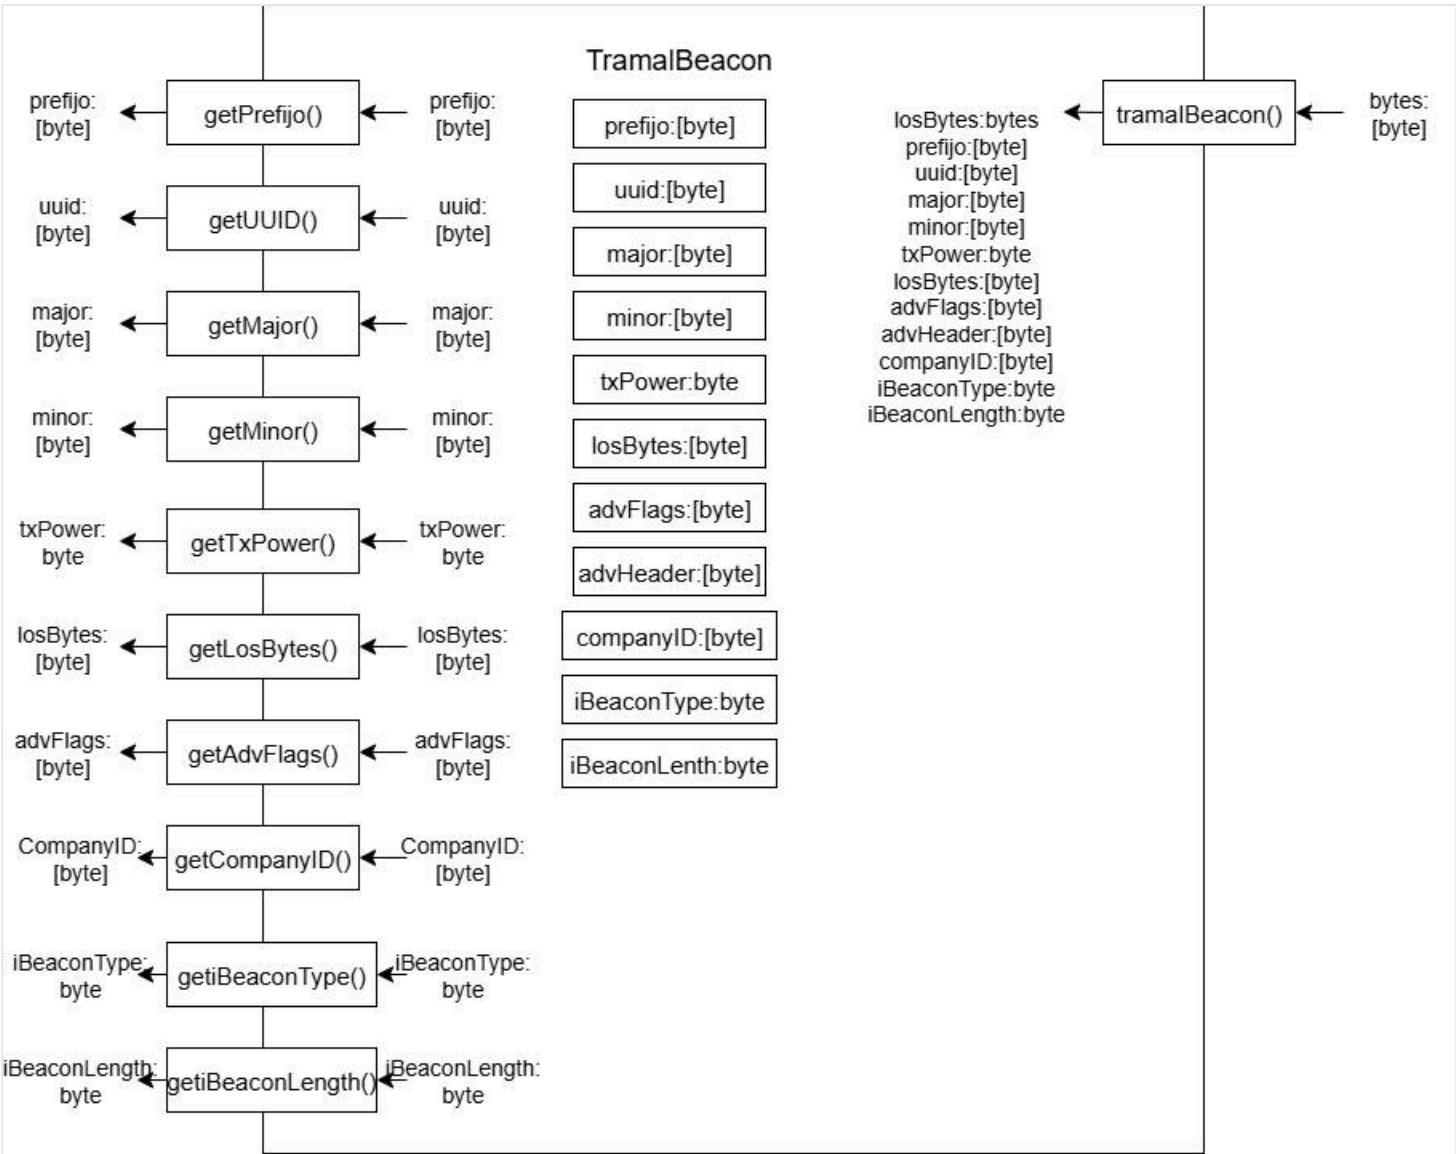 TramaIBeacon
prefijo:
[byte]
getPrefijo()
prefijo:
[byte]
uuid:
[byte]
getUUID()
uuid:
[byte]
major:
[byte]
getMajor()
major:
[byte]
minor:
[byte]
getMinor()
minor:
[byte]
txPower:
byte
getTxPower()
txPower:
byte
losBytes:
[byte]
getLosBytes()
losBytes:
[byte]
advFlags:
[byte]
getAdvFlags()
advFlags:
[byte]
CompanyID:
[byte]
getCompanyID()
CompanyID:
[byte]
iBeaconType:
byte
getiBeaconType()
iBeaconType:
byte
iBeaconLength:
byte
getiBeaconLength()
iBeaconLength:
byte
prefijo:[byte]
uuid:[byte]
major:[byte]
minor:[byte]
txPower:byte
losBytes:[byte]
advFlags:[byte]
advHeader:[byte]
companyID:[byte]
iBeaconType:byte
iBeaconLenth:byte
losBytes:bytes
prefijo:[byte]
uuid:[byte]
major:[byte]
minor:[byte]
txPower:byte
losBytes:[byte]
advFlags:[byte]
advHeader:[byte]
companyID:[byte]
iBeaconType:byte
iBeaconLength:byte
tramaIBeacon()
bytes:
[byte]